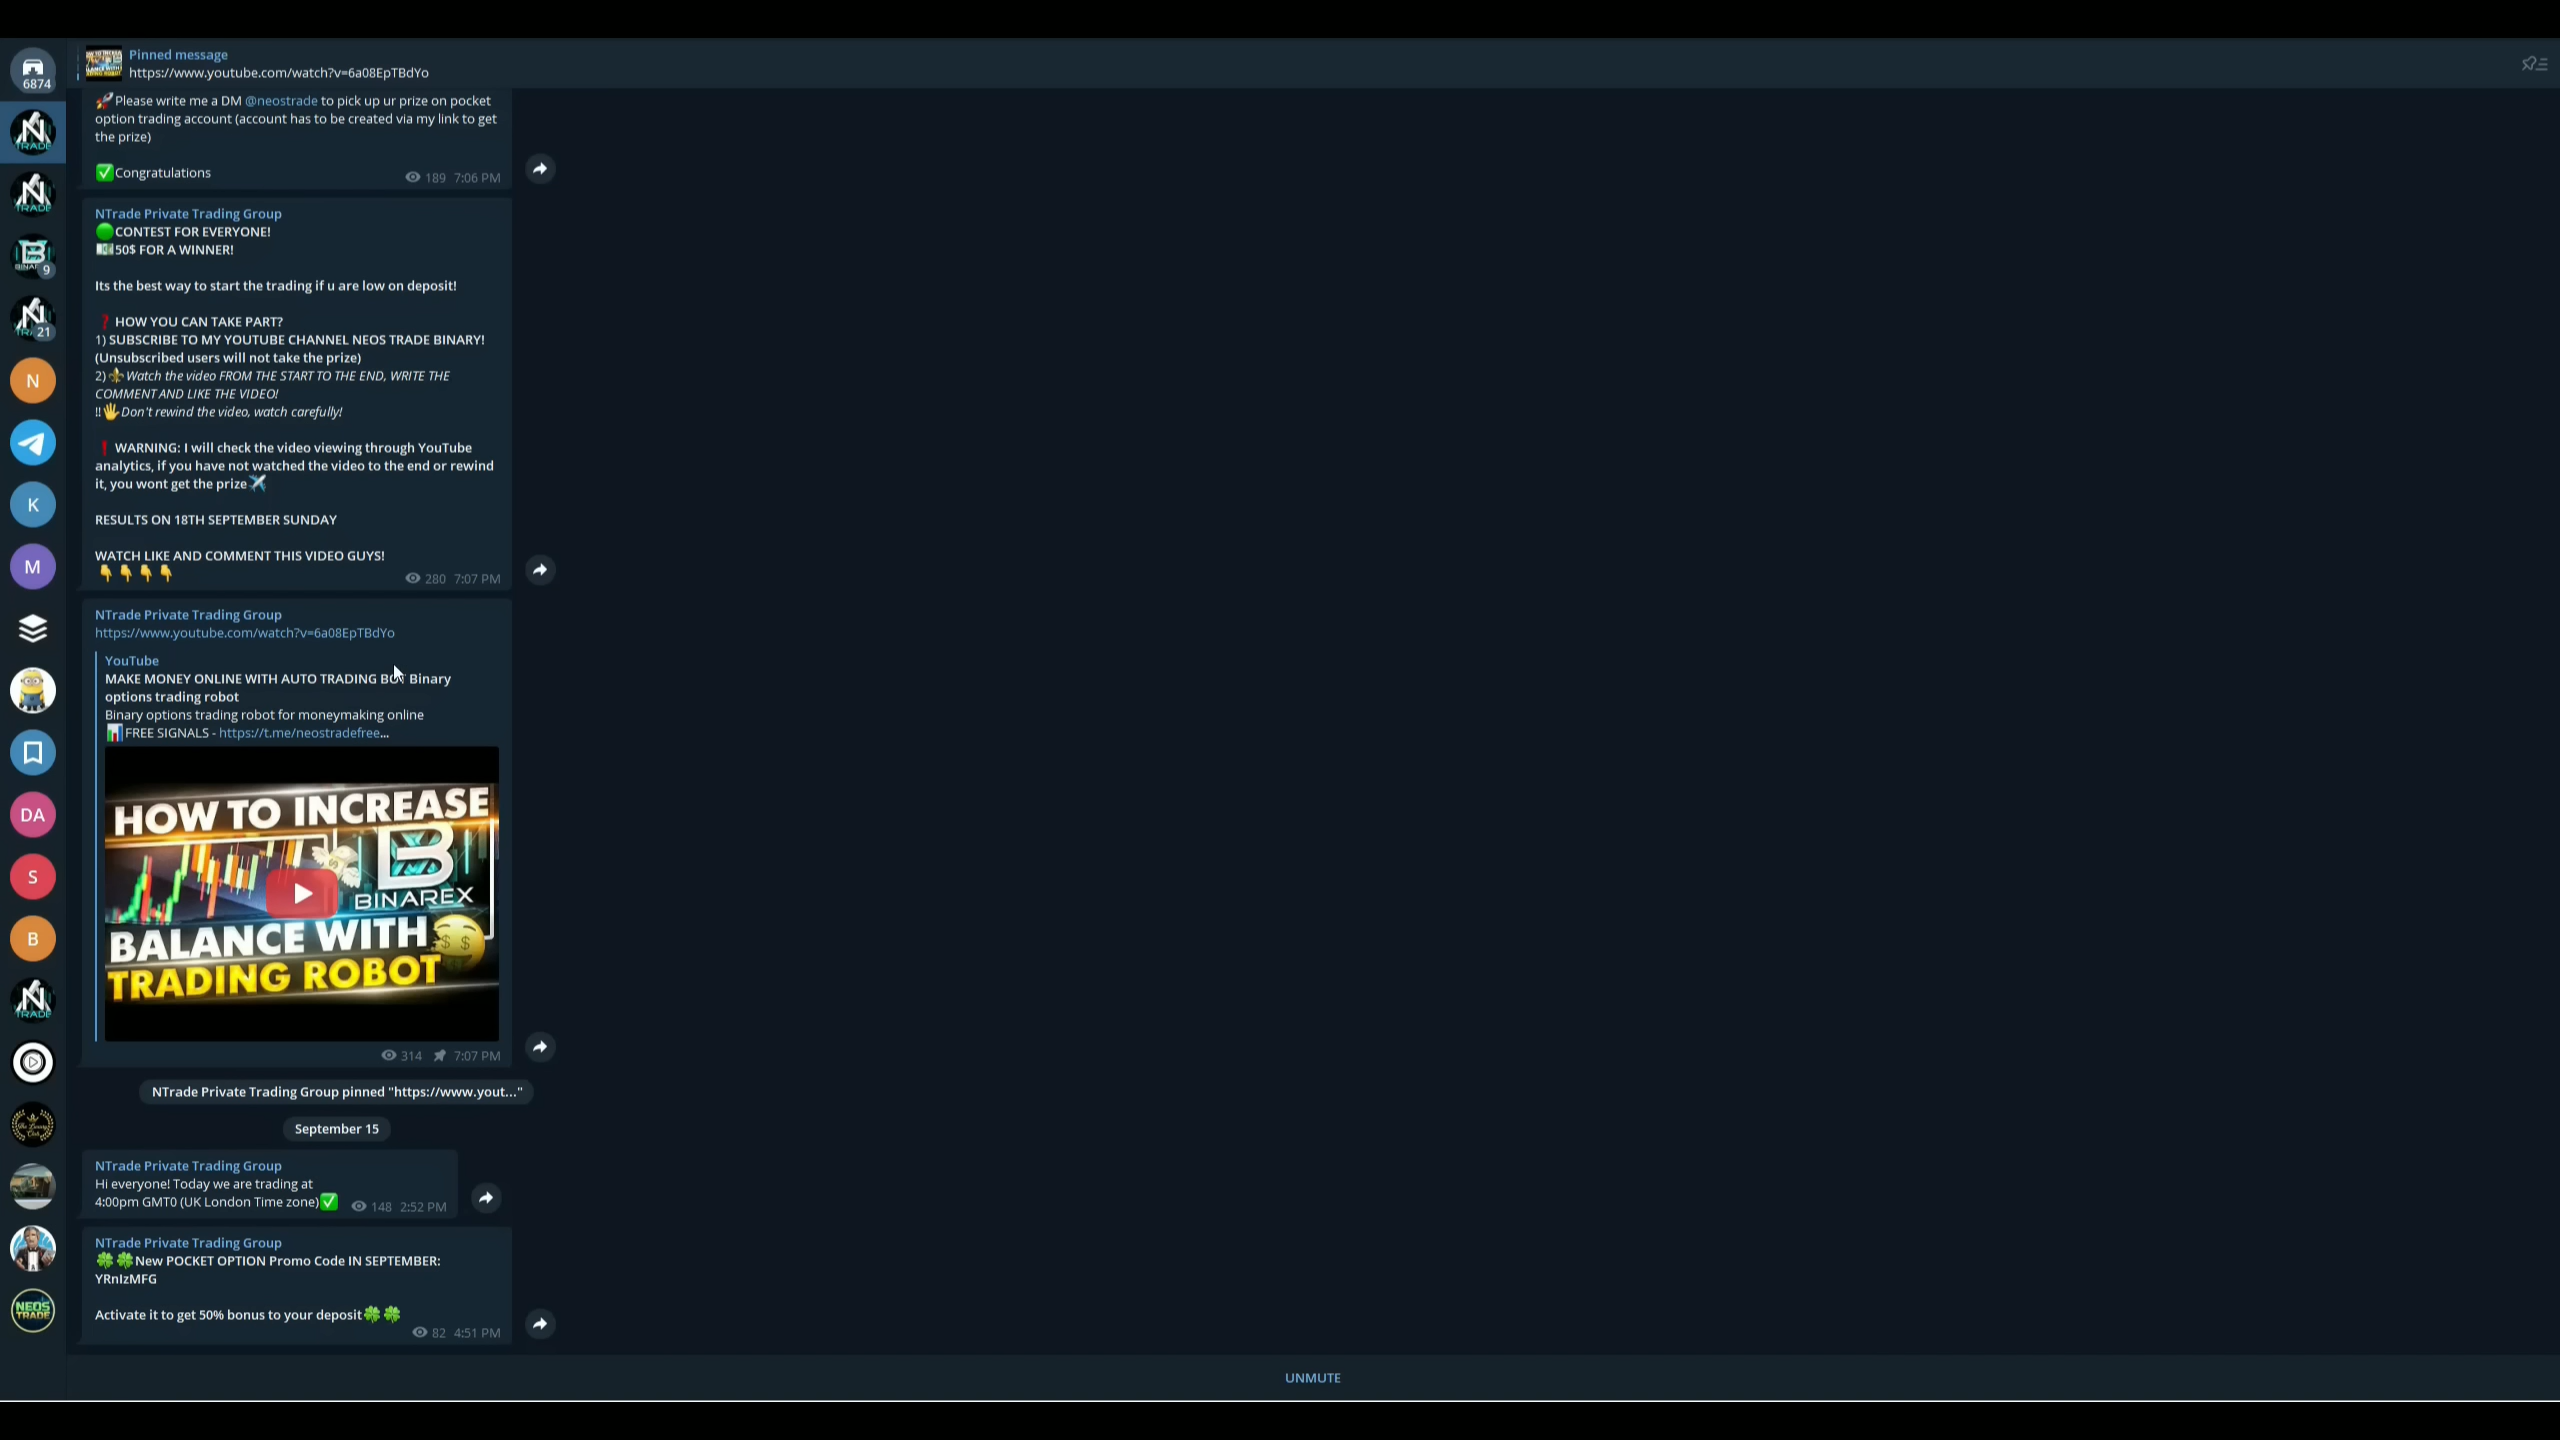 Pinned message
https://www.youtube.com/watch?v=6a08EpTBdYo
6874
🚀Please write me a DM @neostrade to pick up ur prize on pocket
option trading account (account has to be created via my link to get
the prize)
✅Congratulations
189 7:06 PM
NTrade Private Trading Group
🟢CONTEST FOR EVERYONE!
💵50$ FOR A WINNER!
Its the best way to start the trading if u are low on deposit!
❓HOW YOU CAN TAKE PART?
1) SUBSCRIBE TO MY YOUTUBE CHANNEL NEOS TRADE BINARY!
(Unsubscribed users will not take the prize)
2)⚜️Watch the video FROM THE START TO THE END, WRITE THE
COMMENT AND LIKE THE VIDEO!
‼️🖐Don't rewind the video, watch carefully!
❗WARNING: I will check the video viewing through YouTube
analytics, if you have not watched the video to the end or rewind
it, you wont get the prize✈️
RESULTS ON 18TH SEPTEMBER SUNDAY
WATCH LIKE AND COMMENT THIS VIDEO GUYS!
👇👇👇👇
280 7:07 PM
NTrade Private Trading Group
https://www.youtube.com/watch?v=6a08EpTBdYo
YouTube
MAKE MONEY ONLINE WITH AUTO TRADING BOT Binary
options trading robot
Binary options trading robot for moneymaking online
📊FREE SIGNALS - https://t.me/neostradefree...
HOW TO INCREASE
B
BINAREX
BALANCE WITH
TRADING ROBOT
314 7:07 PM
NTrade Private Trading Group pinned "https://www.yout..."
September 15
NTrade Private Trading Group
Hi everyone! Today we are trading at
4:00pm GMT0 (UK London Time zone)✅
148 2:52 PM
NTrade Private Trading Group
🍀🍀New POCKET OPTION Promo Code IN SEPTEMBER:
YRnIzMFG
Activate it to get 50% bonus to your deposit🍀🍀
82 4:51 PM
UNMUTE
N
TRADE
N
TRADE
B
9
N
21
N
K
M
DA
S
B
N
TRADE
NEOS
TRADE